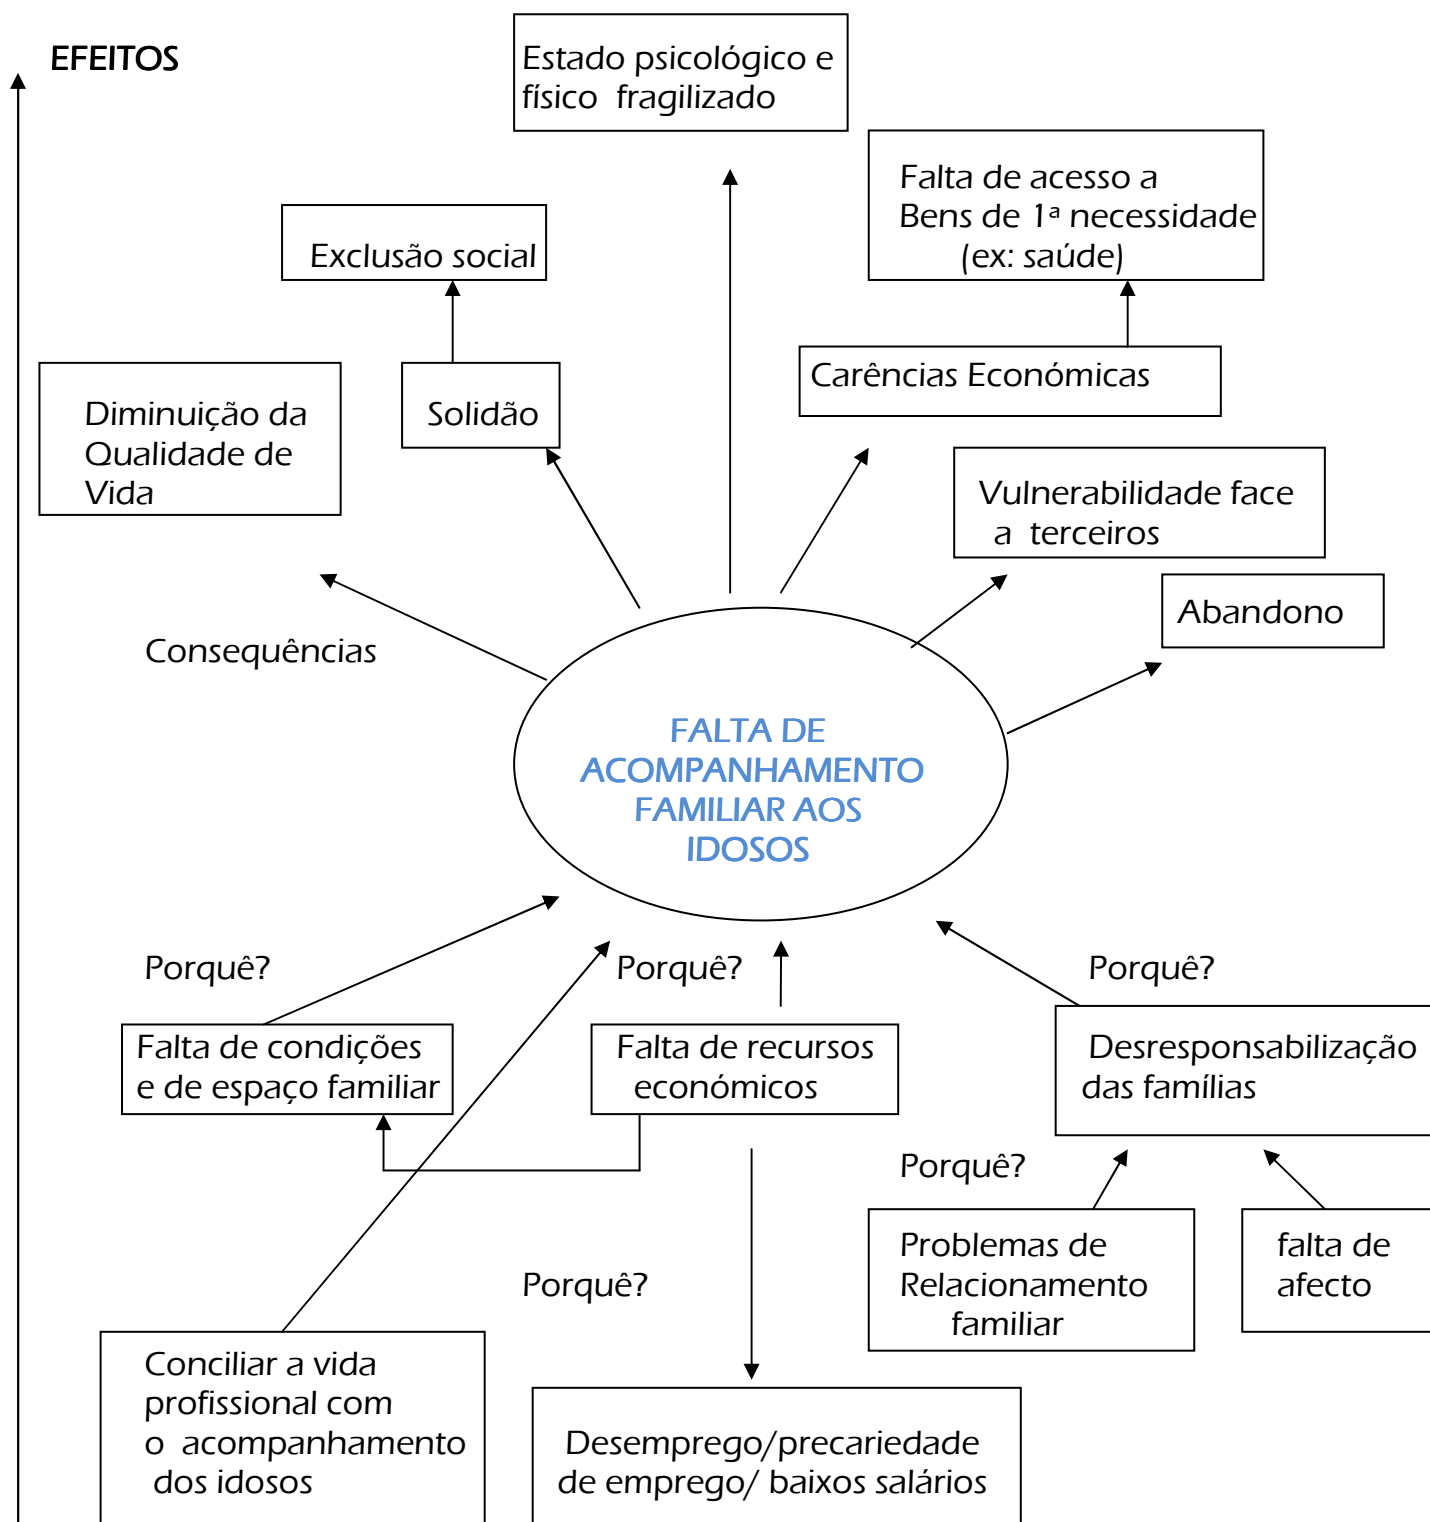 EFEITOS
Estado psicológico e
físico fragilizado
Falta de acesso a
Bens de 1ª necessidade
(ex: saúde)
Exclusão social
Carências Económicas
Diminuição da
Qualidade de
Vida
Solidão
Vulnerabilidade face
a terceiros
Abandono
Consequências
FALTA DE
ACOMPANHAMENTO
FAMILIAR AOS
IDOSOS
Porquê?
Porquê?
Porquê?
Falta de condições
e de espaço familiar
Falta de recursos
económicos
Desresponsabilização
das famílias
Porquê?
Problemas de
Relacionamento
familiar
falta de
afecto
Porquê?
Conciliar a vida
profissional com
o acompanhamento
dos idosos
Desemprego/precariedade
de emprego/ baixos salários